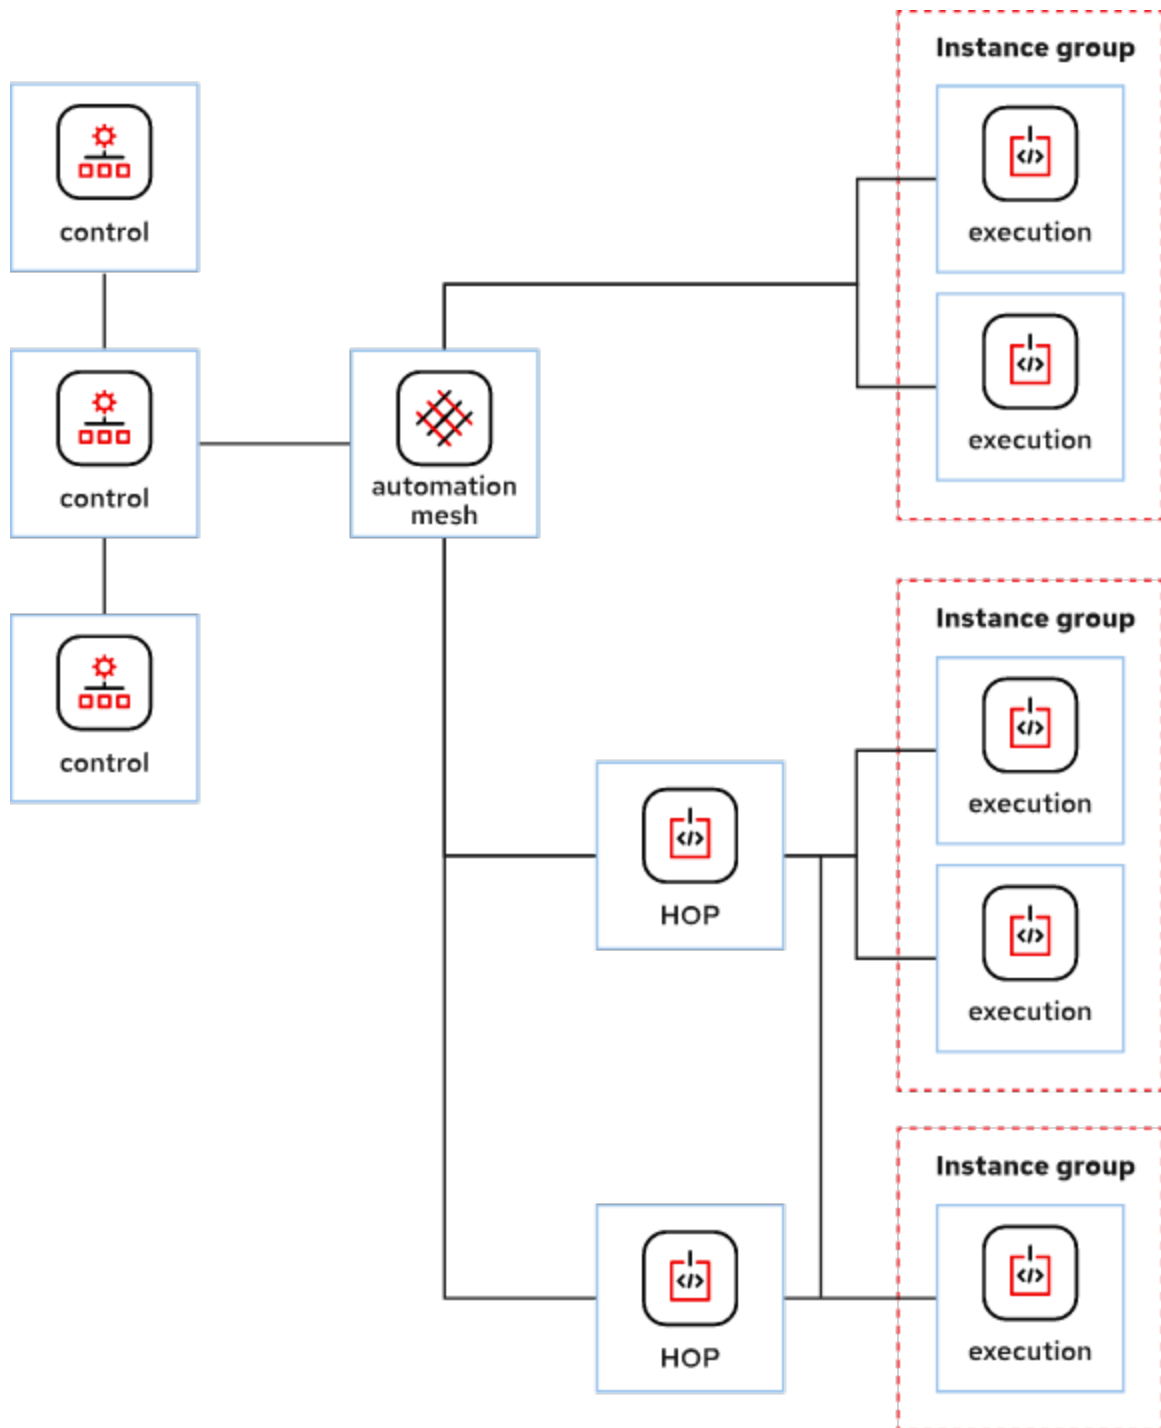 Instance group
control
</>
execution
</>
execution
control
automation
mesh
control
Instance group
</>
execution
</>
HOP
</>
execution
Instance group
</>
execution
</>
HOP